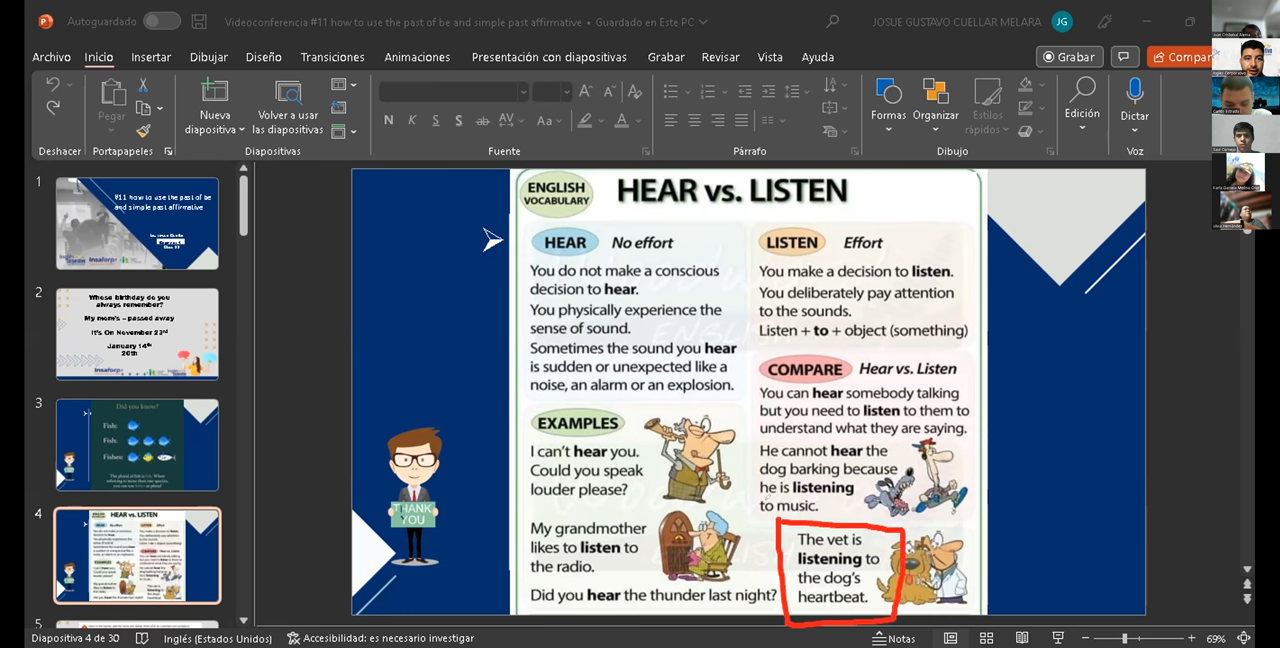 Autoguardado
Videoconferencia #11 how to use the past of be and simple past affirmative • Guardado en Este PC
JOSUE GUSTAVO CUELLAR MELARA
JG
Archivo Inicio Insertar Dibujar Diseño Transiciones Animaciones Presentación con diapositivas Grabar Revisar Vista Ayuda
Grabar
Compar
Pegar
Nueva
diapositiva
Volver a usar
las diapositivas
N K S S ab AV Aa A
Formas
Organizar
Estilos
rápidos
Edición
Dictar
Deshacer
Portapapeles
Diapositivas
Fuente
Párrafo
Dibujo
Voz
1
#11 how to use the past of be
and simple past affirmative
2
Whose birthday do you
always remember?
My mom's – passed away
It's On November 23rd
January 14th
20th
Insaforp
3
Did you know?
Fish:
Fish:
Fishes:
4
HEAR vs. LISTEN
5
ENGLISH
VOCABULARY
HEAR vs. LISTEN
HEAR No effort
You do not make a conscious
decision to hear.
You physically experience the
sense of sound.
Sometimes the sound you hear
is sudden or unexpected like a
noise, an alarm or an explosion.
LISTEN Effort
You make a decision to listen.
You deliberately pay attention
to the sounds.
Listen + to + object (something)
COMPARE Hear vs. Listen
You can hear somebody talking
but you need to listen to them to
understand what they are saying.
He cannot hear the
dog barking because
he is listening
to music.
EXAMPLES
I can't hear you.
Could you speak
louder please?
My grandmother
likes to listen to
the radio.
Did you hear the thunder last night?
The vet is
listening to
the dog's
heartbeat.
THANK
YOU
Diapositiva 4 de 30
Inglés (Estados Unidos)
Accesibilidad: es necesario investigar
Notas
69%